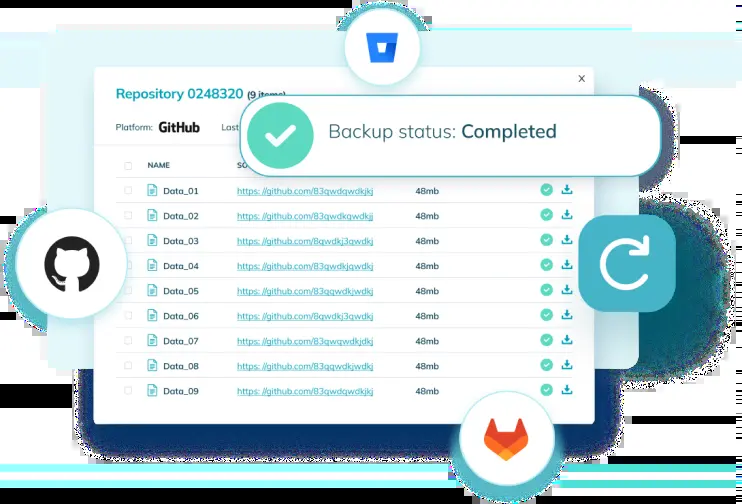 X
Repository 0248320 (9 items)
Platform: GitHub Last
Backup status: Completed
NAME SO
Data_01 https://github.com/83qwdqwdkjkj 48mb
Data_02 https://github.com/83qwdkqwdkjj 48mb
Data_03 https://github.com/8qwdkj3qwdkj 48mb
Data_04 https://github.com/83qwdkjqwdkj 48mb
Data_05 https://github.com/83qqwdkjwdkj 48mb
Data_06 https://github.com/8qwdkj3qwdkj 48mb
Data_07 https://github.com/83qwqwdkjdkj 48mb
Data_08 https://github.com/83qwdkjwdkj 48mb
Data_09 https://github.com/83qwdqwdkjkj 48mb